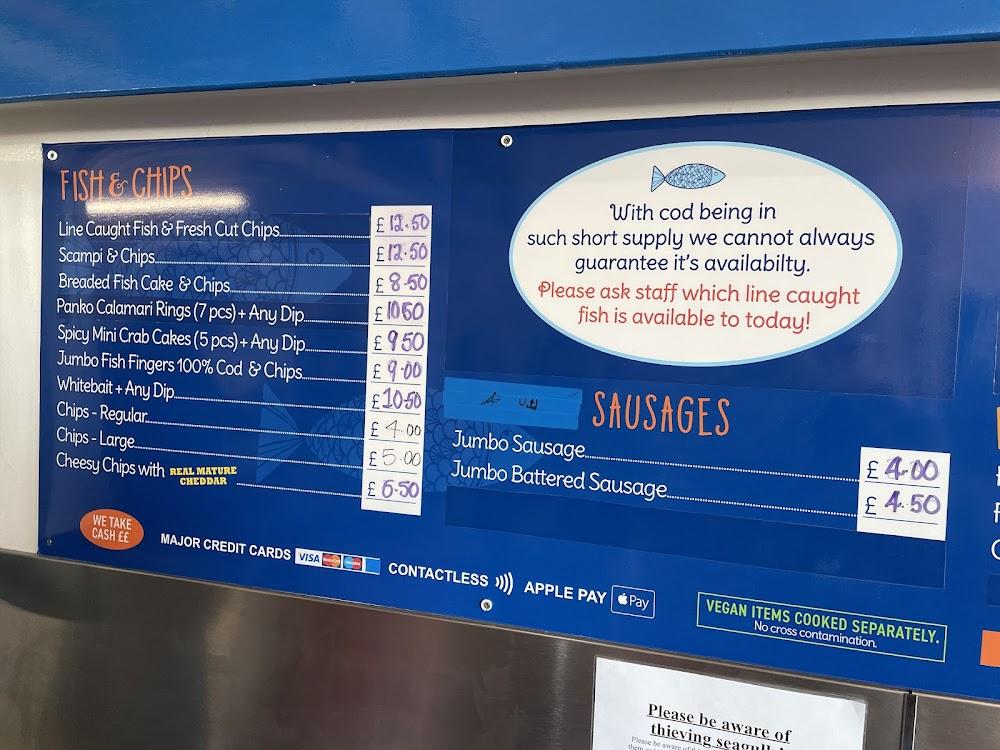 FISH & CHIPS
Line Caught Fish & Fresh Cut Chips £12.50
Scampi & Chips £12.50
Breaded Fish Cake & Chips £8.50
Panko Calamari Rings (7 pcs) + Any Dip £1050
Spicy Mini Crab Cakes (5 pcs) + Any Dip £950
Jumbo Fish Fingers 100% Cod & Chips £9.00
Whitebait + Any Dip £10.50
Chips - Regular £4.00
Chips - Large £5.00
Cheesy Chips with REAL MATURE CHEDDAR £6.50
With cod being in
such short supply we cannot always
guarantee it's availabilty.
Please ask staff which line caught
fish is available to today!
SAUSAGES
Jumbo Sausage £4.00
Jumbo Battered Sausage £4.50
WE TAKE
CASH ££
MAJOR CREDIT CARDS VISA
CONTACTLESS
APPLE PAY Pay
VEGAN ITEMS COOKED SEPARATELY.
No cross contamination.
Please be aware of
thieving